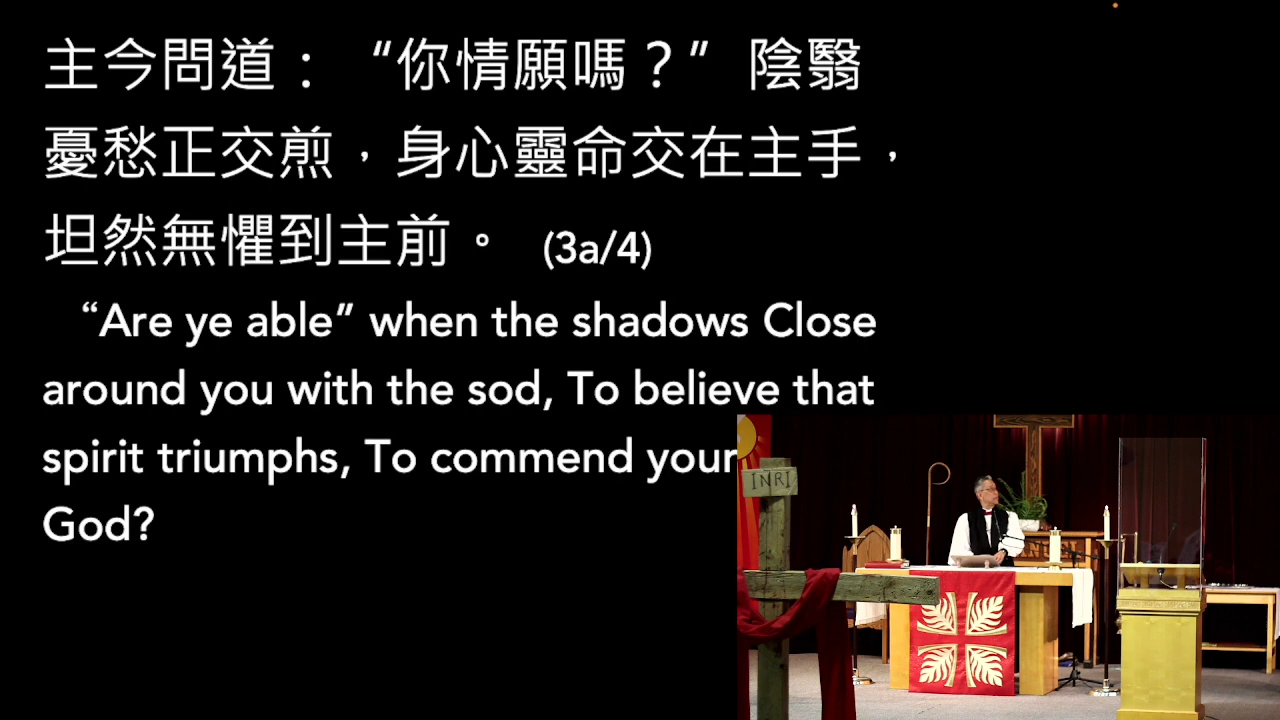 主今問道：“你情願嗎？”陰翳
憂愁正交煎，身心靈命交在主手，
坦然無懼到主前。 (3a/4)
“Are ye able” when the shadows Close
around you with the sod, To believe that
spirit triumphs, To commend your
God?
INRI